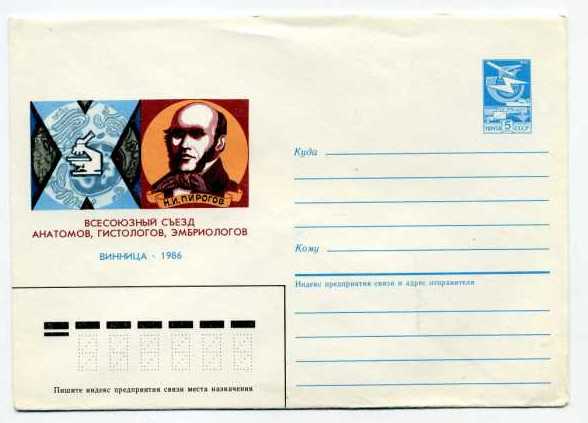 Н.И.ПИРОГОВ
ВСЕСОЮЗНЫЙ СЪЕЗД
АНАТОМОВ, ГИСТОЛОГОВ, ЭМБРИОЛОГОВ
ВИННИЦА - 1986
ПОЧТА 5 СССР
Куда
Кому
Индекс предприятия связи и адрес отправителя
Пишите индекс предприятия связи места назначения